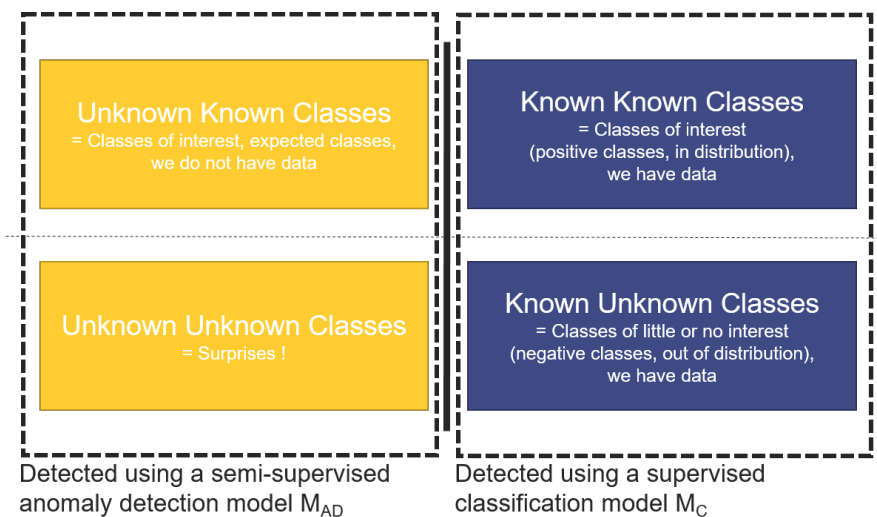 Unknown Known Classes
= Classes of interest, expected classes,
we do not have data
Known Known Classes
= Classes of interest
(positive classes, in distribution),
we have data
Unknown Unknown Classes
= Surprises !
Known Unknown Classes
= Classes of little or no interest
(negative classes, out of distribution),
we have data
Detected using a semi-supervised
anomaly detection model M_AD
Detected using a supervised
classification model M_C